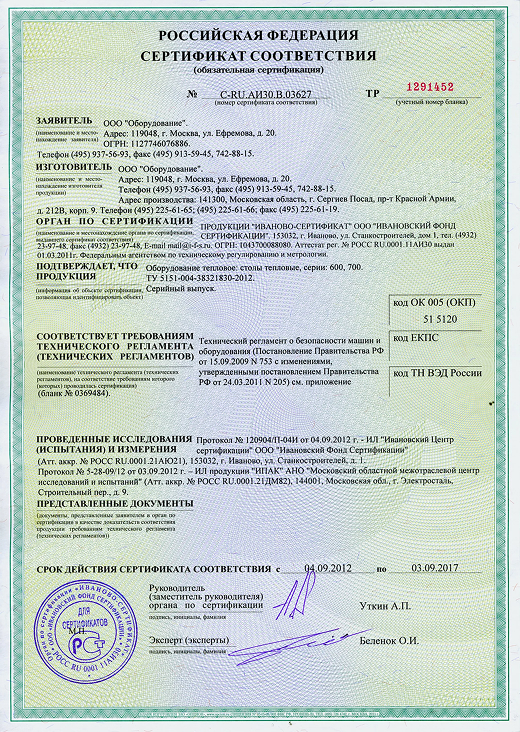 РОССИЙСКАЯ ФЕДЕРАЦИЯ
СЕРТИФИКАТ СООТВЕТСТВИЯ
(обязательная сертификация)
№ C-RU.АИ30.В.03627 ТР 1291452
(номер сертификата соответствия) (учетный номер бланка)
ЗАЯВИТЕЛЬ ООО "Оборудование".
(наименование и место- Адрес: 119048, г. Москва, ул. Ефремова, д. 20.
нахождение заявителя) ОГРН: 1127746076886.
Телефон (495) 937-56-93, факс (495) 913-59-45, 742-88-15.
ИЗГОТОВИТЕЛЬ ООО "Оборудование".
(наименование и место- Адрес: 119048, г. Москва, ул. Ефремова, д. 20.
нахождение изготовителя Телефон (495) 937-56-93, факс (495) 913-59-45, 742-88-15.
продукции) Адрес производства: 141300, Московская область, г. Сергиев Посад, пр-т Красной Армии,
д. 212В, корп. 9. Телефон (495) 225-61-65; (495) 225-61-66; факс (495) 225-61-19.
ОРГАН ПО СЕРТИФИКАЦИИ ПРОДУКЦИИ "ИВАНОВО-СЕРТИФИКАТ" ООО "ИВАНОВСКИЙ ФОНД
(наименование и местонахождение органа по сертификации, СЕРТИФИКАЦИИ". 153032, г. Иваново, ул. Станкостроителей, дом 1, тел. (4932)
выдавшего сертификат соответствия)
23-97-48, факс (4932) 23-97-48, E-mail mail@i-f-s.ru. ОГРН: 1043700088080. Аттестат рег. № РОСС RU.0001.11АИ30 выдан
01.03.2011г. Федеральным агентством по техническому регулированию и метрологии.
ПОДТВЕРЖДАЕТ, ЧТО Оборудование тепловое: столы тепловые, серии: 600, 700.
ПРОДУКЦИЯ ТУ 5151-004-38321830-2012.
(информация об объекте сертификации, Серийный выпуск.
позволяющая идентифицировать объект)
код ОК 005 (ОКП)
51 5120
код ЕКПС
код ТН ВЭД России
СООТВЕТСТВУЕТ ТРЕБОВАНИЯМ Технический регламент о безопасности машин и
ТЕХНИЧЕСКОГО РЕГЛАМЕНТА оборудования (Постановление Правительства РФ
(ТЕХНИЧЕСКИХ РЕГЛАМЕНТОВ) от 15.09.2009 N 753 с изменениями,
(наименование технического регламента (технических утвержденными постановлением Правительства
регламентов), на соответствие требованиям которого РФ от 24.03.2011 N 205) см. приложение
(которых) проводилась сертификация)
(бланк № 0369484).
ПРОВЕДЕННЫЕ ИССЛЕДОВАНИЯ Протокол № 120904/П-04И от 04.09.2012 г. - ИЛ "Ивановский Центр
(ИСПЫТАНИЯ) И ИЗМЕРЕНИЯ сертификации" ООО "Ивановский Фонд Сертификации"
(Атт. аккр. № РОСС RU.0001.21АЮ21), 153032, г. Иваново, ул. Станкостроителей, д. 1.
Протокол № 5-28-09/12 от 03.09.2012 г. – ИЛ продукции "ИПАК" АНО "Московский областной межотраслевой центр
исследований и испытаний" (Атт. аккр. № РОСС RU.0001.21ДМ82), 144001, Московская обл., г. Электросталь,
Строительный пер., д. 9.
ПРЕДСТАВЛЕННЫЕ ДОКУМЕНТЫ
(документы, представленные заявителем в орган по
сертификации в качестве доказательств соответствия
продукции требованиям технического регламента
(технических регламентов))
СРОК ДЕЙСТВИЯ СЕРТИФИКАТА СООТВЕТСТВИЯ с 04.09.2012 по 03.09.2017
Руководитель
(заместитель руководителя)
органа по сертификации Уткин А.П.
подпись, инициалы, фамилия
Эксперт (эксперты) Беленок О.И.
подпись, инициалы, фамилия
М.П.
ДЛЯ
СЕРТИФИКАТОВ
РОСС RU 0001 11АИ30